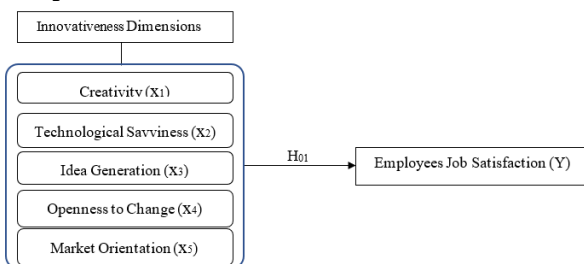 Innovativeness Dimensions
Creativity (X1)
Technological Savviness (X2)
Idea Generation (X3)
Openness to Change (X4)
Market Orientation (X5)
H01
Employees Job Satisfaction (Y)